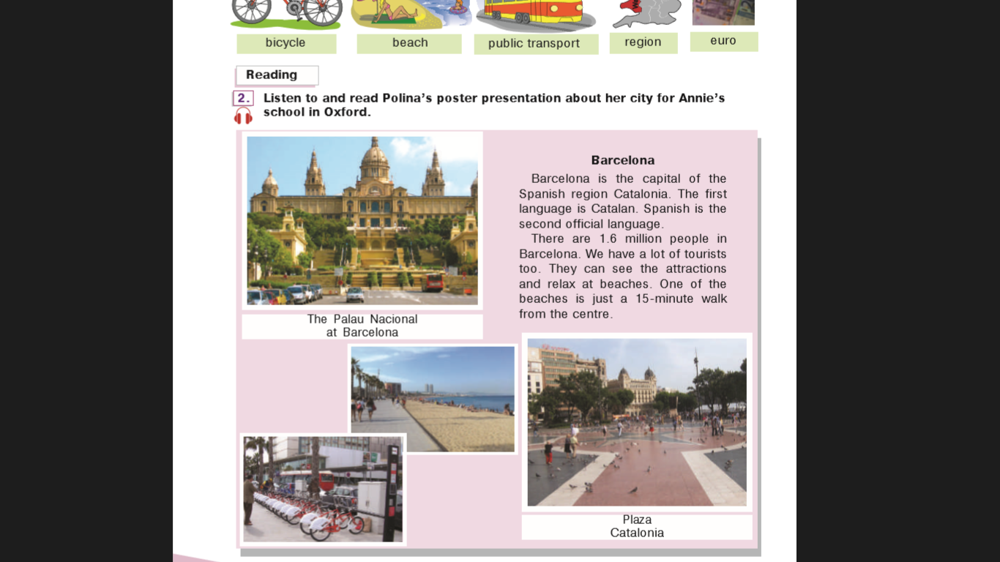 bicycle
beach
public transport
region
euro
Reading
2.
Listen to and read Polina's poster presentation about her city for Annie's
school in Oxford.
Barcelona
Barcelona is the capital of the
Spanish region Catalonia. The first
language is Catalan. Spanish is the
second official language.
There are 1.6 million people in
Barcelona. We have a lot of tourists
too. They can see the attractions
and relax at beaches. One of the
beaches is just a 15-minute walk
from the centre.
The Palau Nacional
at Barcelona
Plaza
Catalonia